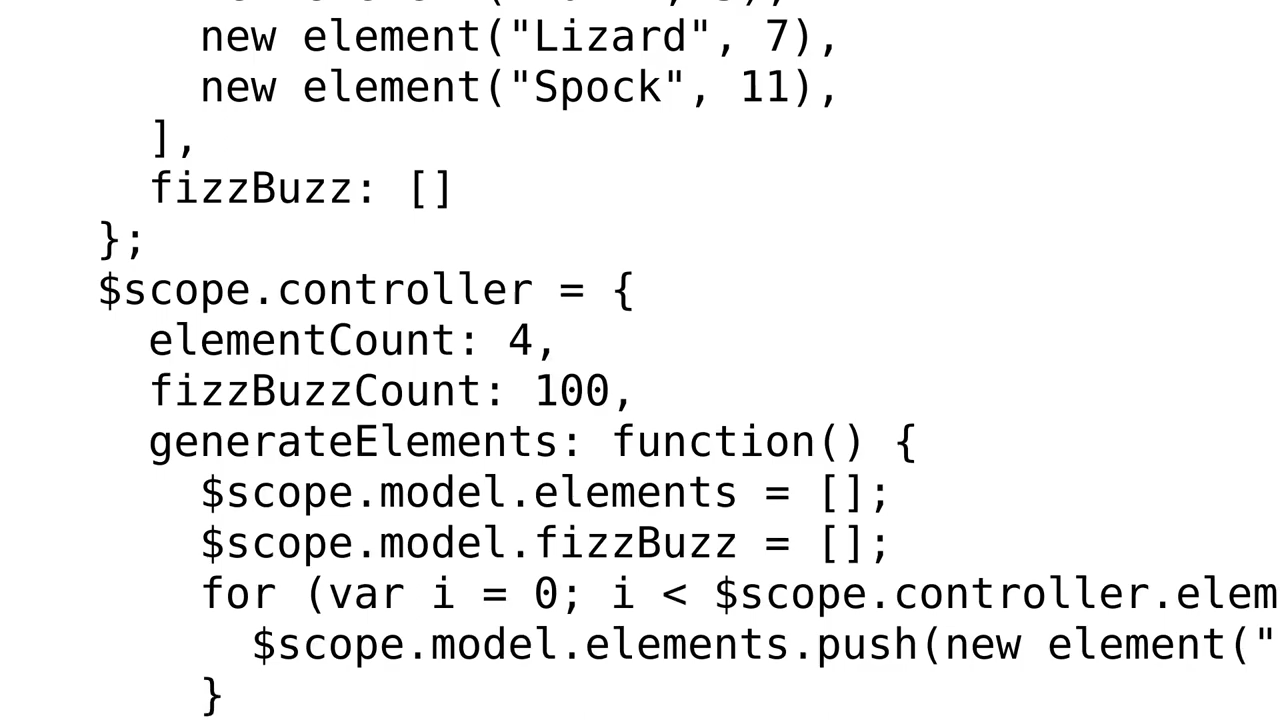 new element("Lizard", 7),
new element("Spock", 11),
],
fizzBuzz: []
};
$scope.controller = {
elementCount: 4,
fizzBuzzCount: 100,
generateElements: function() {
$scope.model.elements = [];
$scope.model.fizzBuzz = [];
for (var i = 0; i < $scope.controller.elem
$scope.model.elements.push(new element("
}